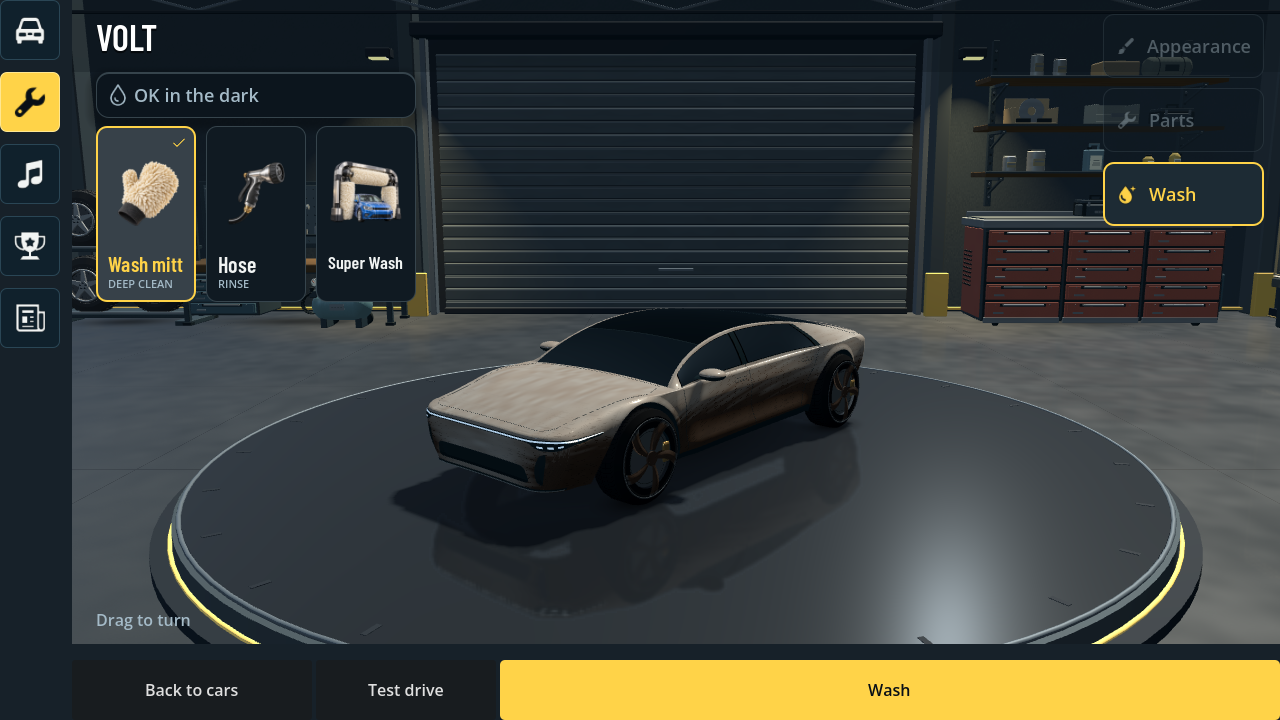 VOLT
OK in the dark
Wash mitt
DEEP CLEAN
Hose
RINSE
Super Wash
Appearance
Parts
Wash
Drag to turn
Back to cars
Test drive
Wash